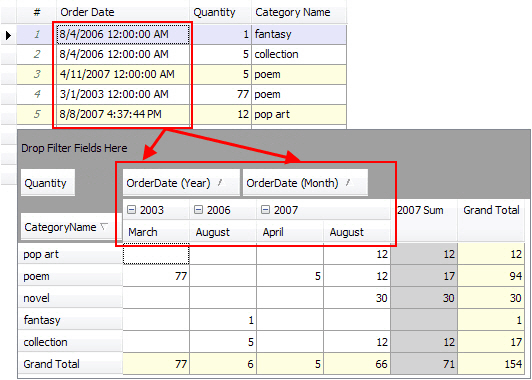 # Order Date Quantity Category Name
1 8/4/2006 12:00:00 AM 1 fantasy
2 8/4/2006 12:00:00 AM 5 collection
3 4/11/2007 12:00:00 AM 5 poem
4 3/1/2003 12:00:00 AM 77 poem
5 8/8/2007 4:37:44 PM 12 pop art
Drop Filter Fields Here
Quantity OrderDate (Year) OrderDate (Month)
CategoryName 2003 2006 2007 2007 Sum Grand Total
March August April August
pop art 12 12 12
poem 77 5 12 17 94
novel 30 30 30
fantasy 1 1
collection 5 12 12 17
Grand Total 77 6 5 66 71 154